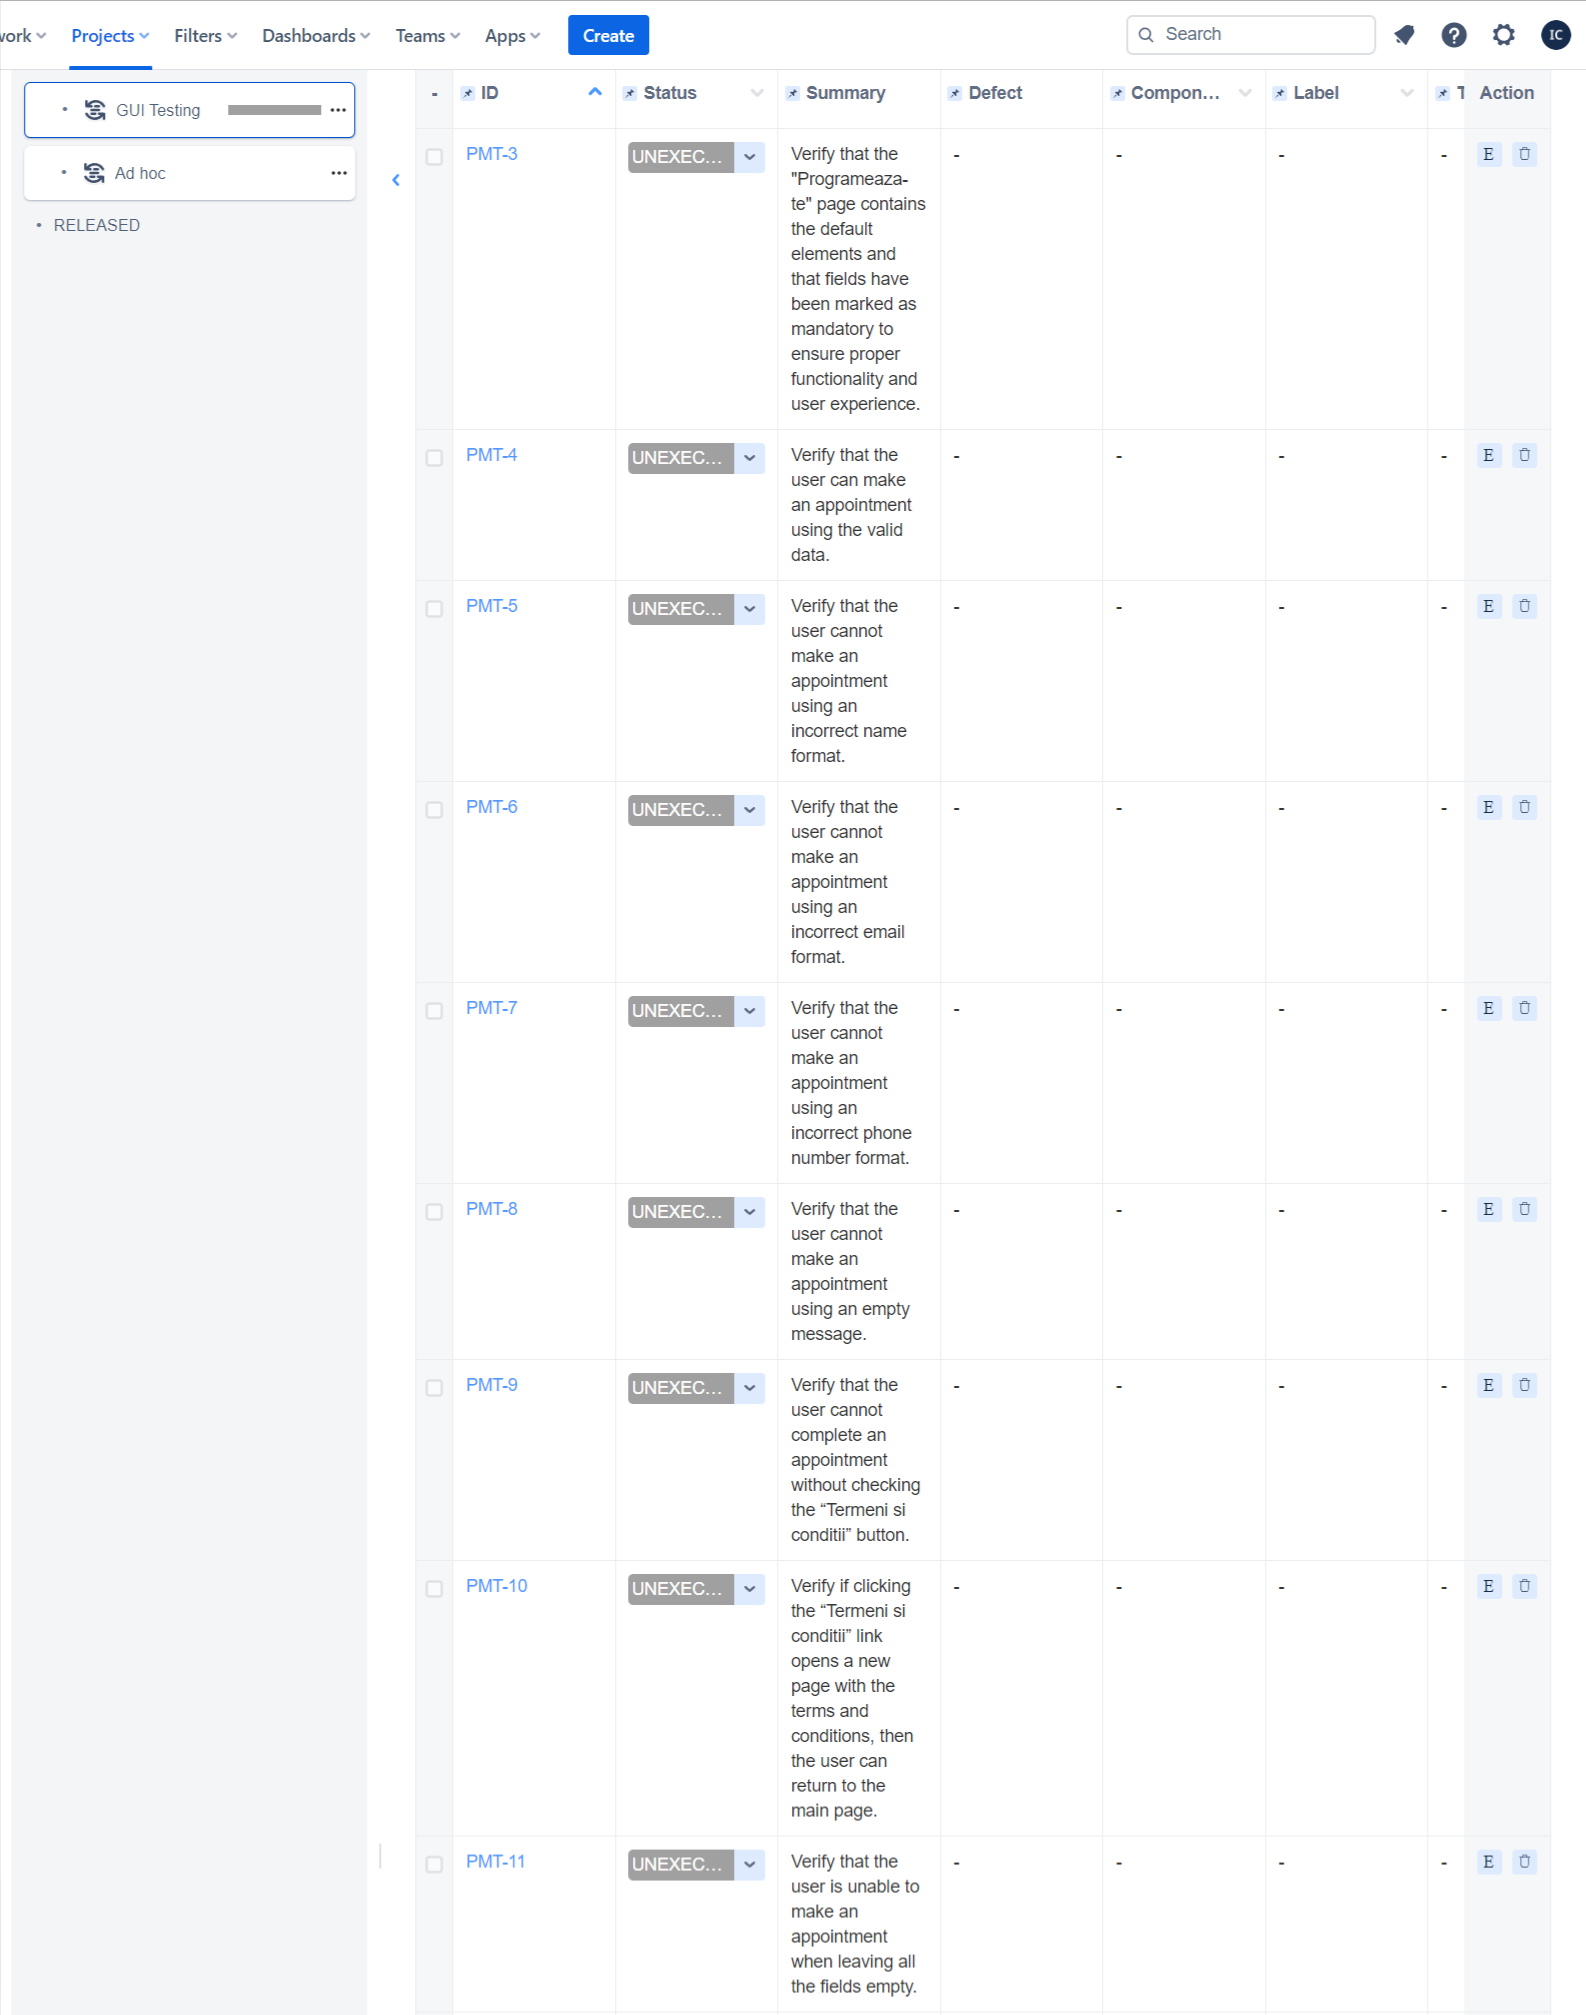 ork Projects Filters Dashboards Teams Apps Create Search IC
GUI Testing
Ad hoc
RELEASED
- ID Status Summary Defect Compon... Label T Action
PMT-3 UNEXEC... Verify that the - - - - E
"Programeaza-
te" page contains
the default
elements and
that fields have
been marked as
mandatory to
ensure proper
functionality and
user experience.
PMT-4 UNEXEC... Verify that the - - - - E
user can make
an appointment
using the valid
data.
PMT-5 UNEXEC... Verify that the - - - - E
user cannot
make an
appointment
using an
incorrect name
format.
PMT-6 UNEXEC... Verify that the - - - - E
user cannot
make an
appointment
using an
incorrect email
format.
PMT-7 UNEXEC... Verify that the - - - - E
user cannot
make an
appointment
using an
incorrect phone
number format.
PMT-8 UNEXEC... Verify that the - - - - E
user cannot
make an
appointment
using an empty
message.
PMT-9 UNEXEC... Verify that the - - - - E
user cannot
complete an
appointment
without checking
the “Termeni si
conditii” button.
PMT-10 UNEXEC... Verify if clicking - - - - E
the “Termeni si
conditii” link
opens a new
page with the
terms and
conditions, then
the user can
return to the
main page.
PMT-11 UNEXEC... Verify that the - - - - E
user is unable to
make an
appointment
when leaving all
the fields empty.